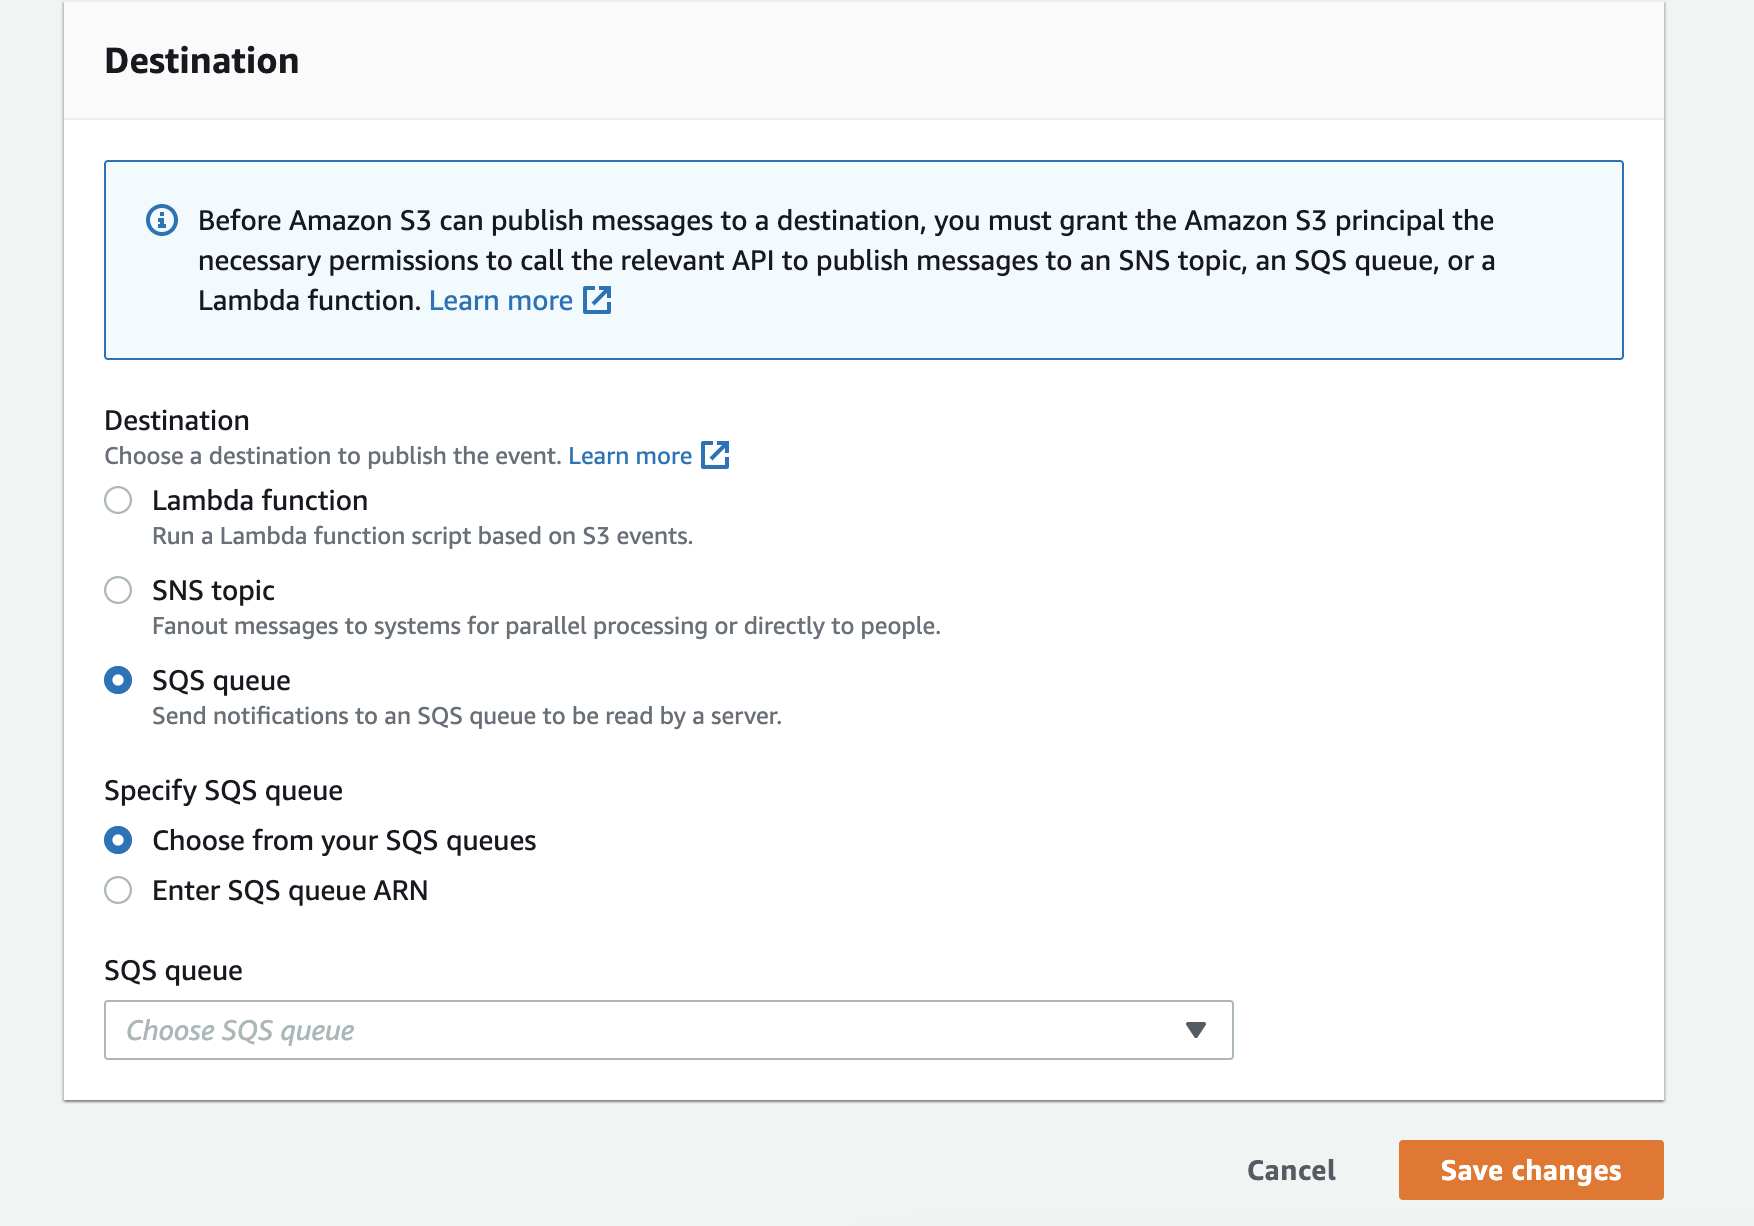 Destination
Before Amazon S3 can publish messages to a destination, you must grant the Amazon S3 principal the
necessary permissions to call the relevant API to publish messages to an SNS topic, an SQS queue, or a
Lambda function. Learn more
Destination
Choose a destination to publish the event. Learn more
Lambda function
Run a Lambda function script based on S3 events.
SNS topic
Fanout messages to systems for parallel processing or directly to people.
SQS queue
Send notifications to an SQS queue to be read by a server.
Specify SQS queue
Choose from your SQS queues
Enter SQS queue ARN
SQS queue
Choose SQS queue
Cancel
Save changes